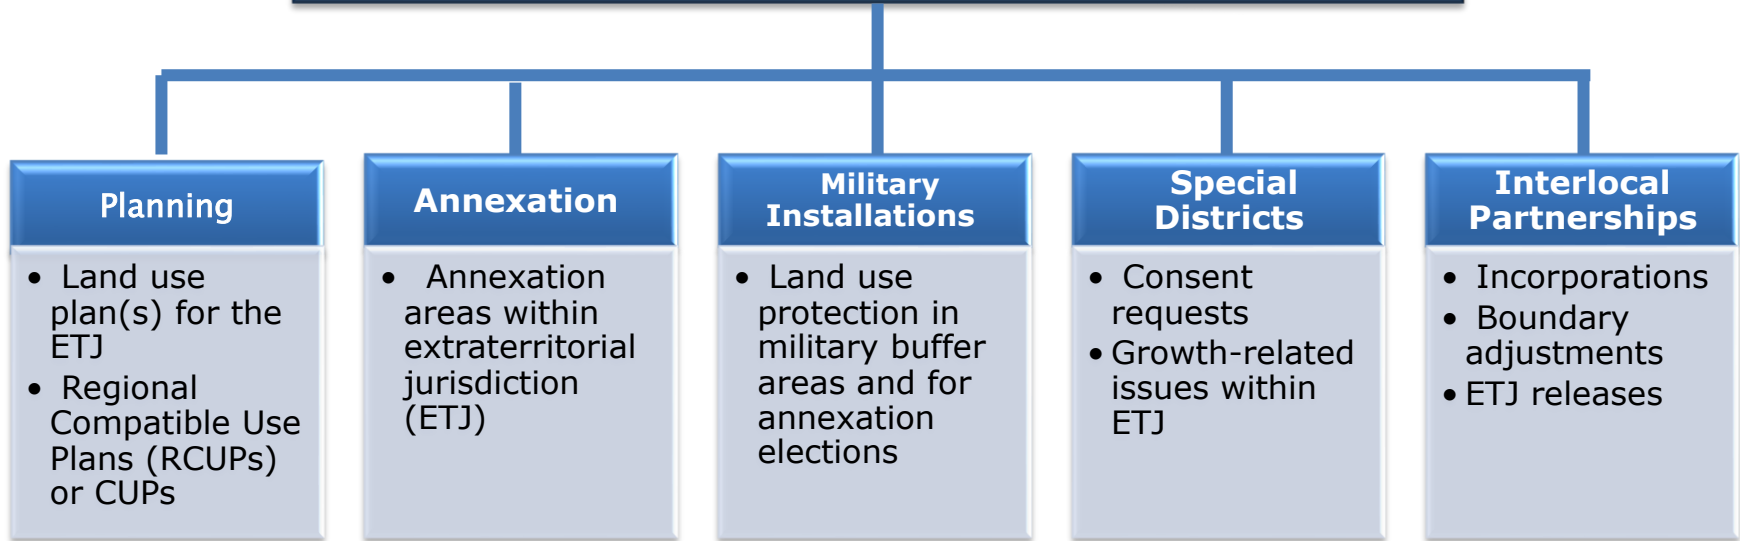 Planning
• Land use
plan(s) for the
ETJ
• Regional
Compatible Use
Plans (RCUPs)
or CUPs
Annexation
• Annexation
areas within
extraterritorial
jurisdiction
(ETJ)
Military
Installations
• Land use
protection in
military buffer
areas and for
annexation
elections
Special
Districts
• Consent
requests
• Growth-related
issues within
ETJ
Interlocal
Partnerships
• Incorporations
• Boundary
adjustments
• ETJ releases